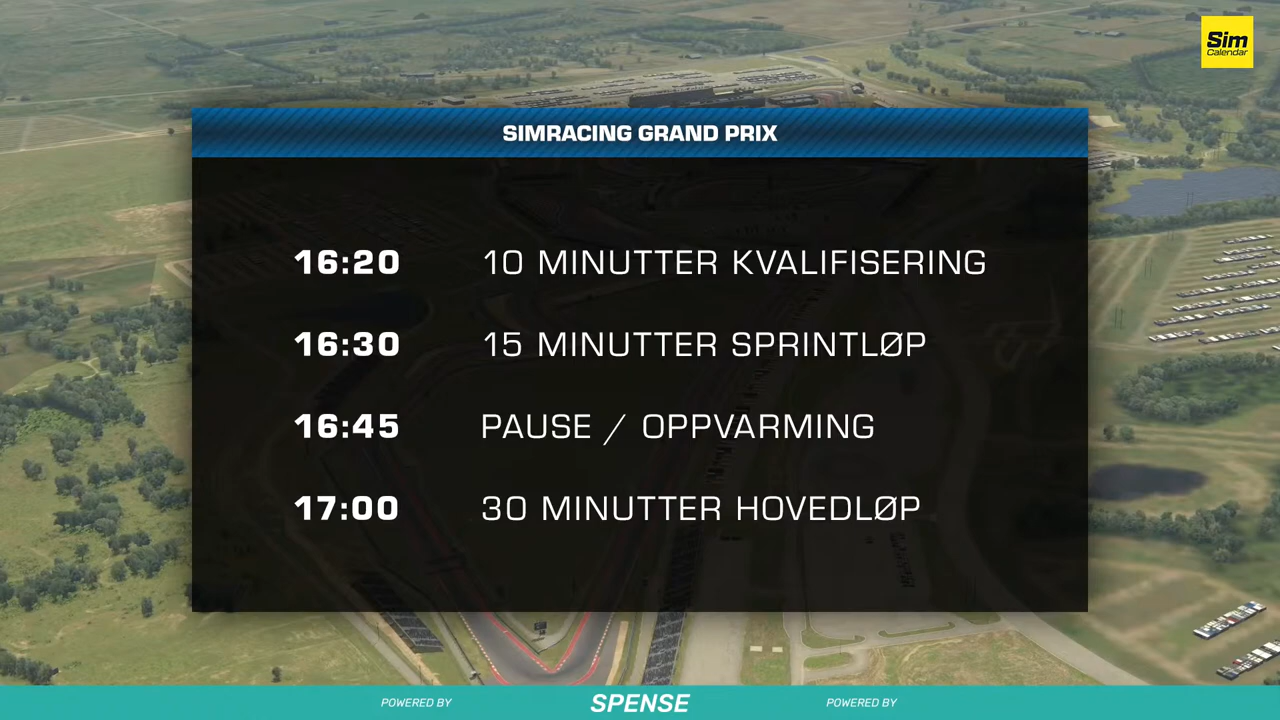 Sim
Calendar
SIMRACING GRAND PRIX
16:20 10 MINUTTER KVALIFISERING
16:30 15 MINUTTER SPRINTLØP
16:45 PAUSE / OPPVARMING
17:00 30 MINUTTER HOVEDLØP
POWERED BY SPENSE POWERED BY